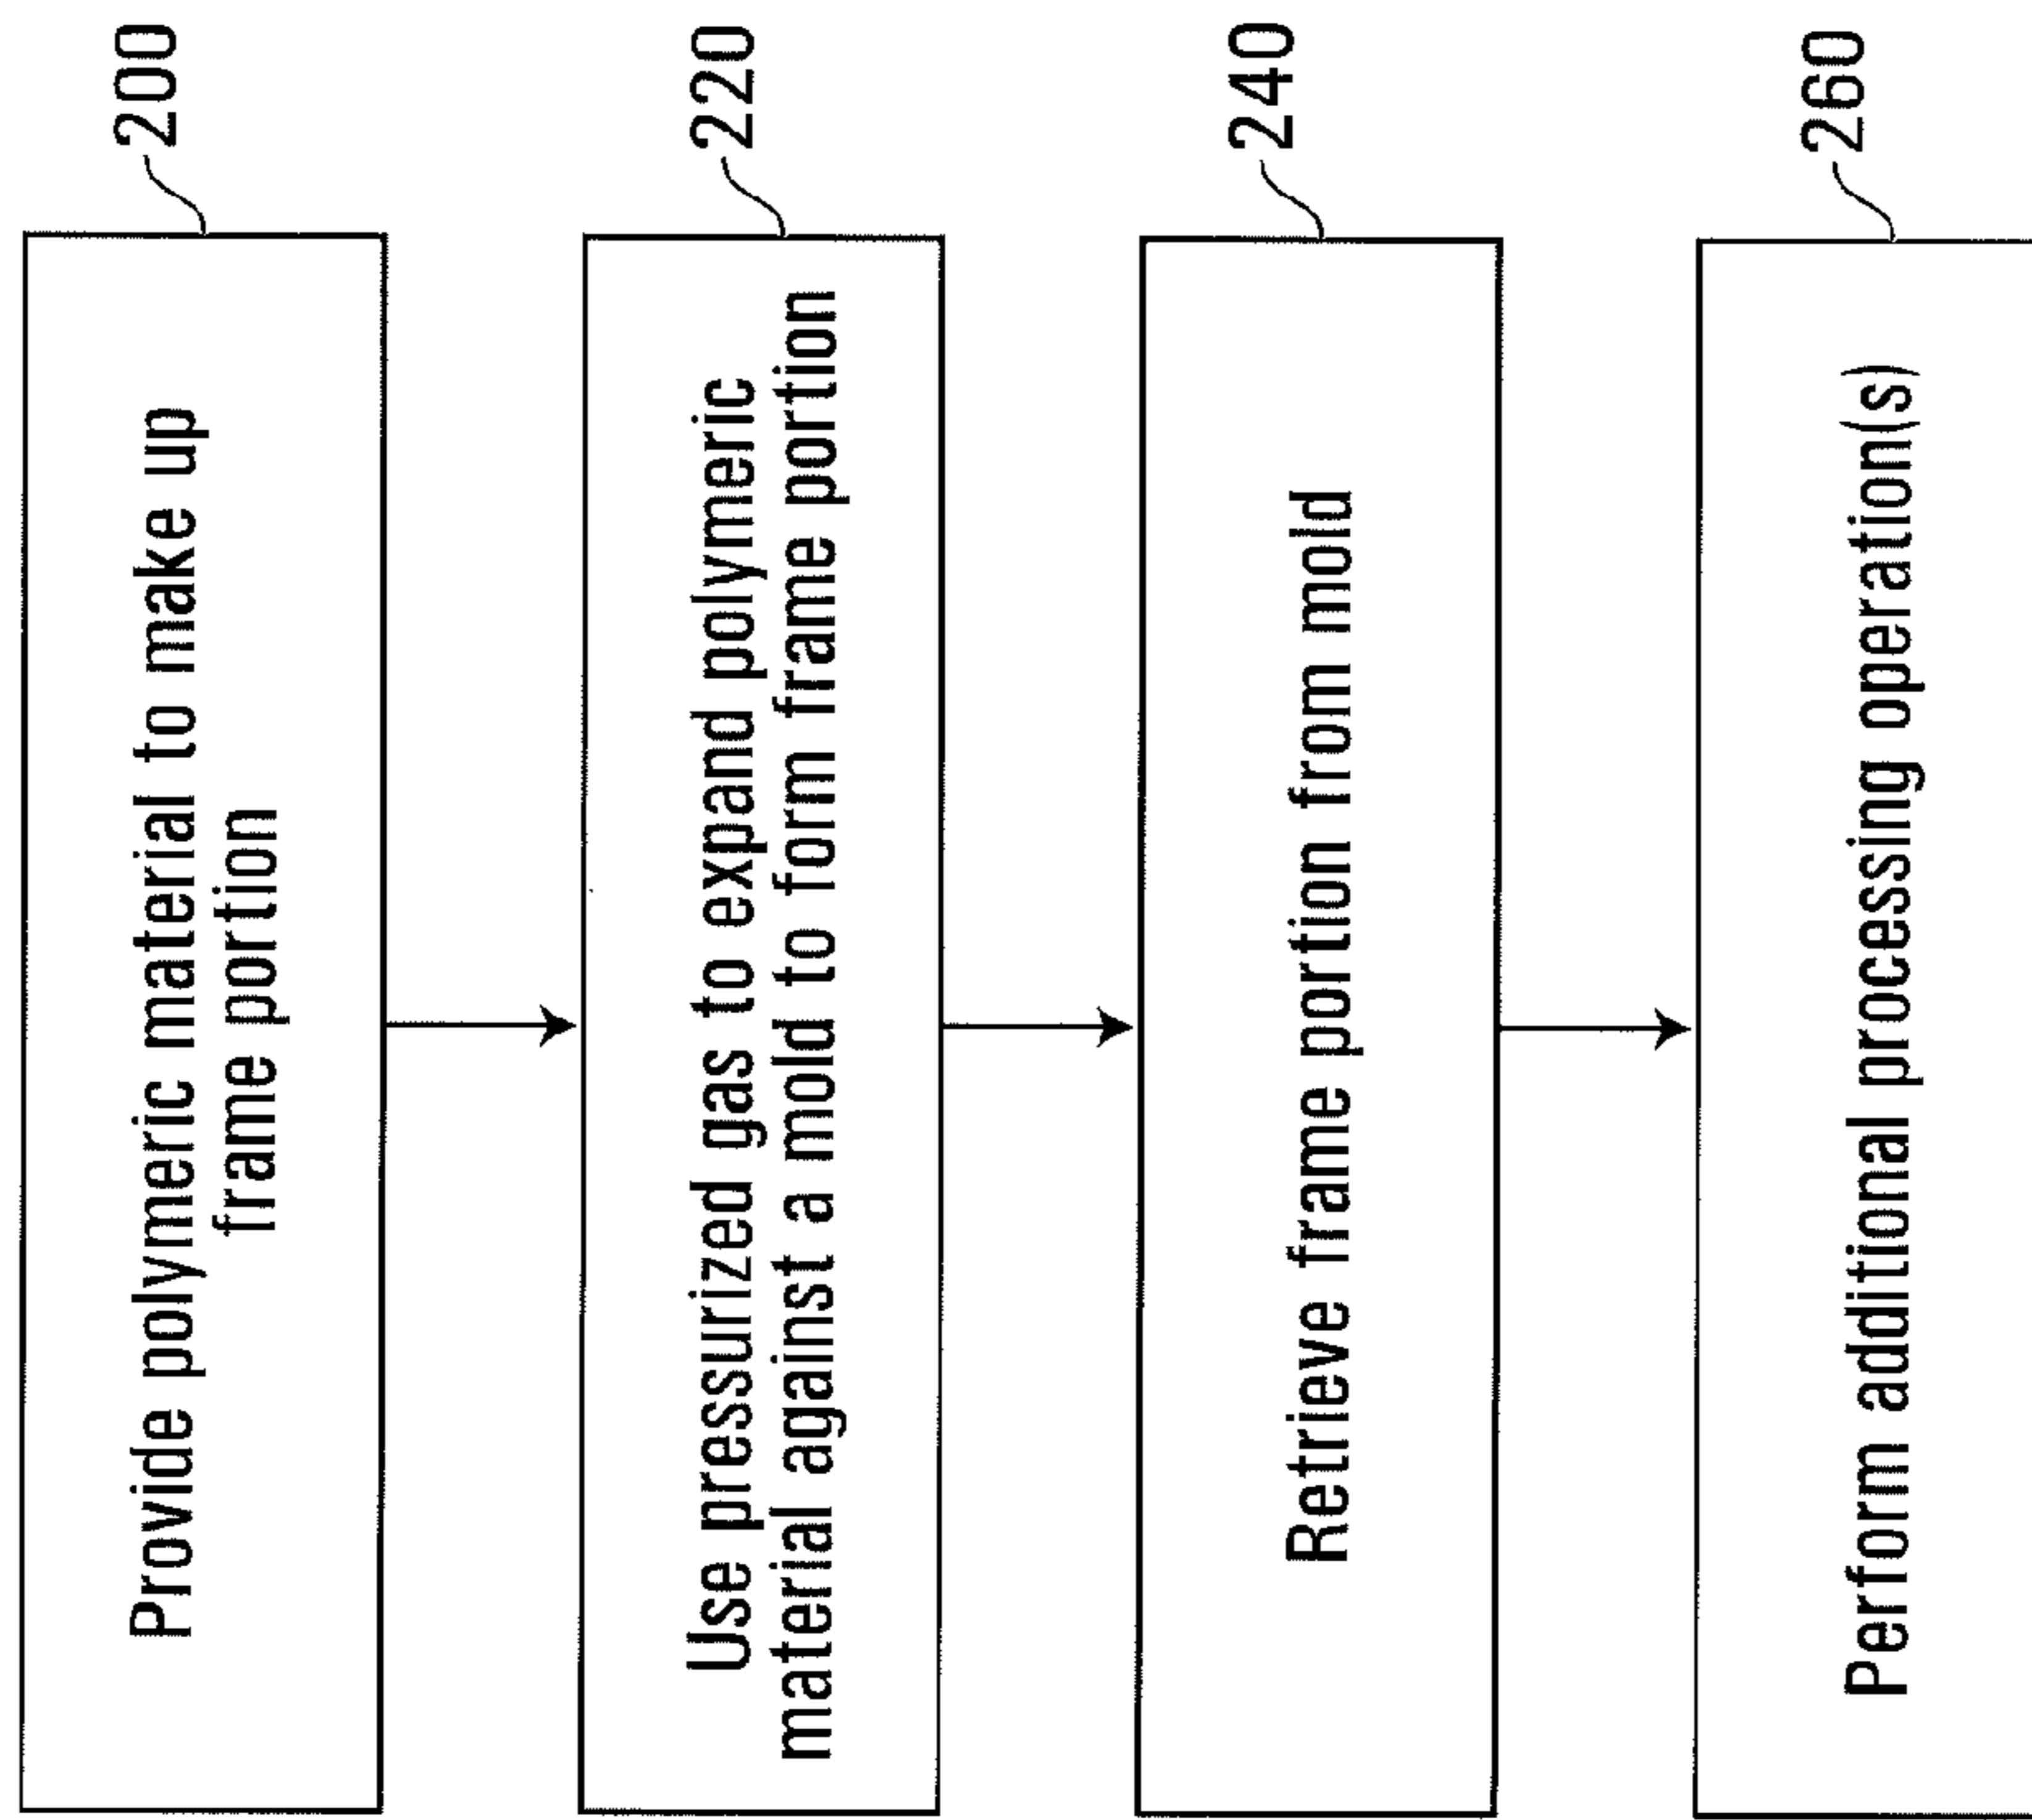 Provide polymeric material to make up
frame portion
200
Use pressurized gas to expand polymeric
material against a mold to form frame portion
220
Retrieve frame portion from mold
240
Perform additional processing operation(s)
260